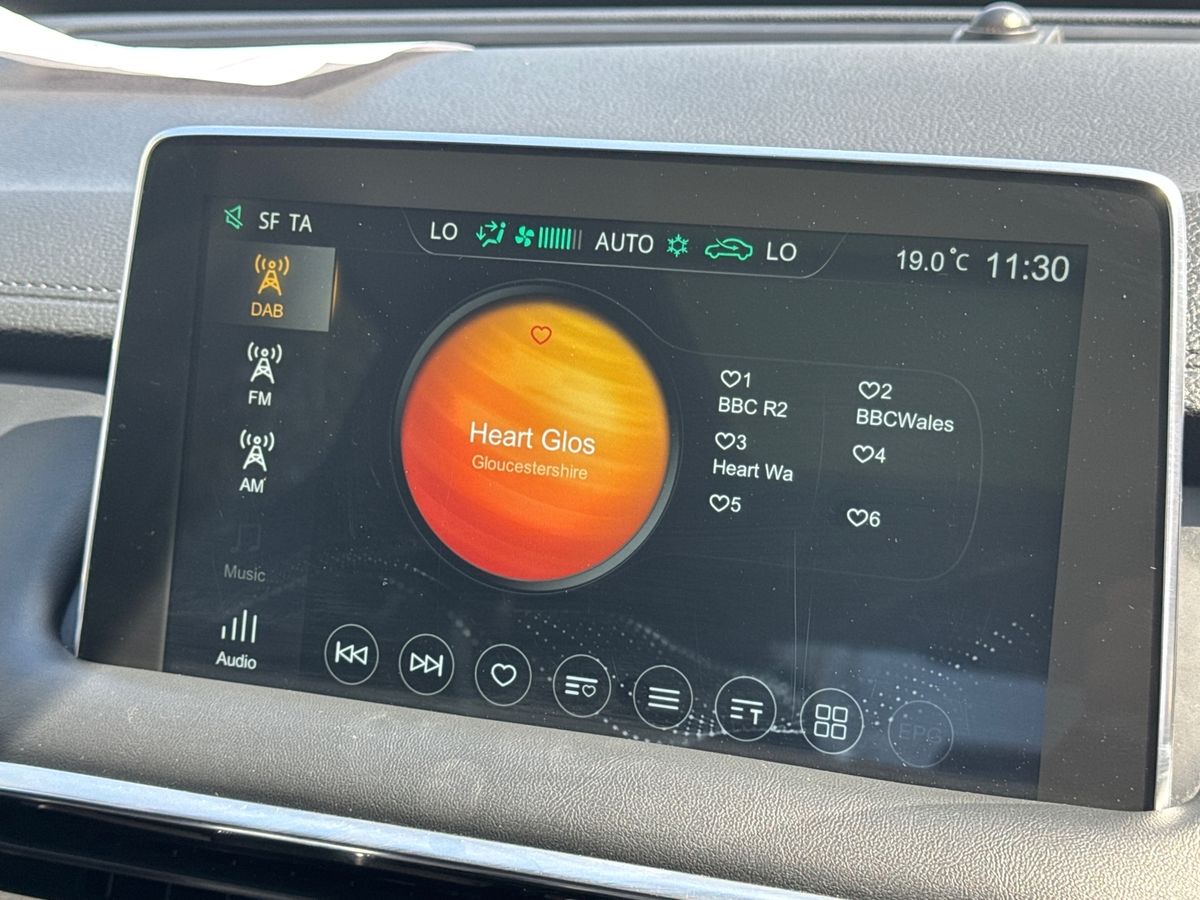 SF TA
LO AUTO LO
19.0°C 11:30
DAB
FM
AM
Music
Audio
Heart Glos
Gloucestershire
1
BBC R2
2
BBCWales
3
Heart Wa
4
5
6
T
EPG